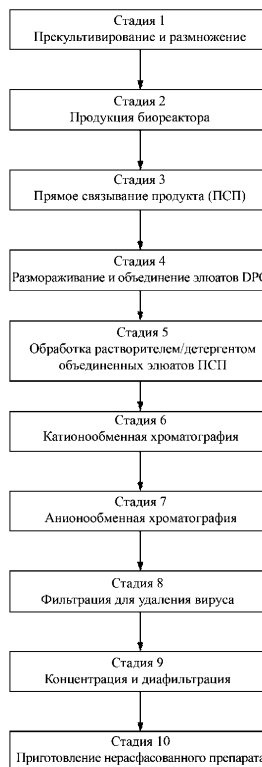 Стадия 1
Прекультивирование и размножение
Стадия 2
Продукция биореактора
Стадия 3
Прямое связывание продукта (ПСП)
Стадия 4
Размораживание и объединение элюатов DPC
Стадия 5
Обработка растворителем/детергентом
объединенных элюатов ПСП
Стадия 6
Катионообменная хроматография
Стадия 7
Анионообменная хроматография
Стадия 8
Фильтрация для удаления вируса
Стадия 9
Концентрация и диафильтрация
Стадия 10
Приготовление нерасфасованного препарата